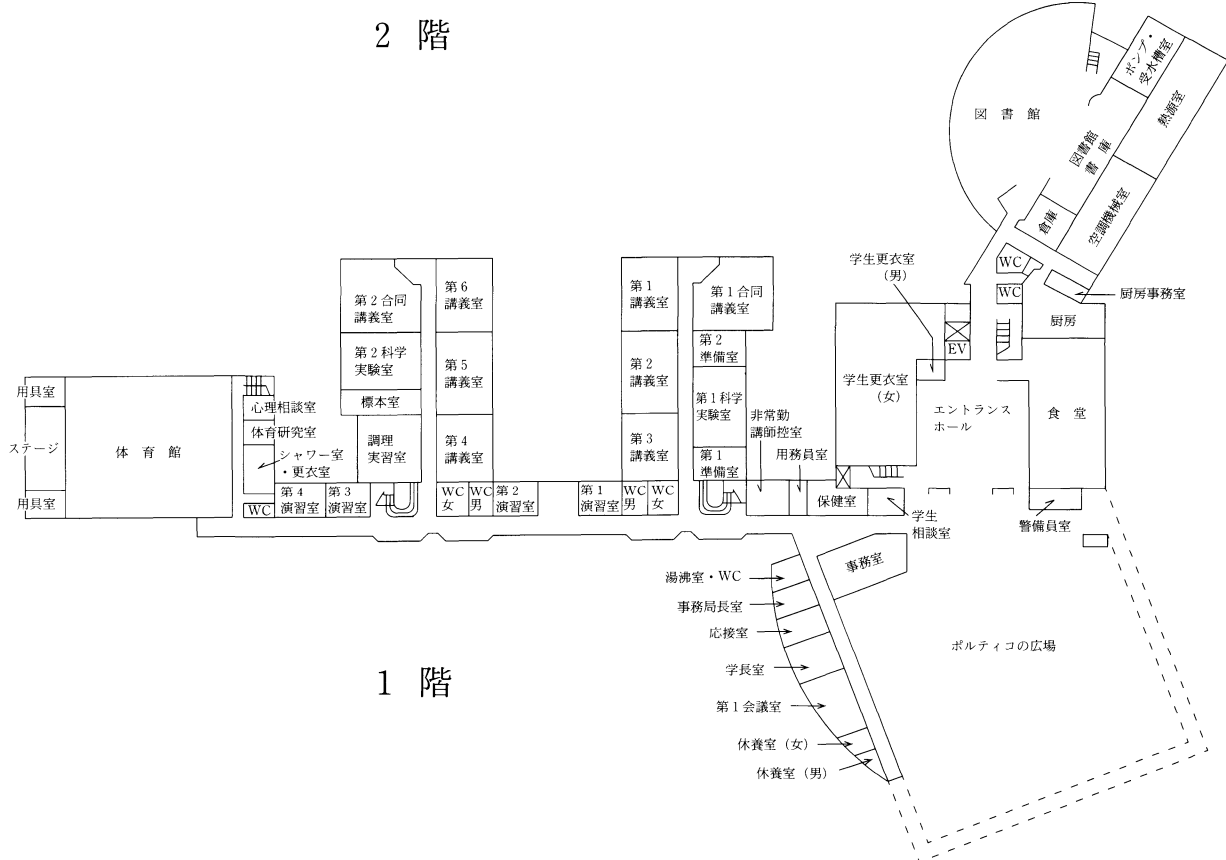 2 階
ポンプ・
受水槽室
熱源室
図 書 館
図書館
書 庫
空調機械室
倉庫
WC
WC
厨房事務室
厨房
EV
学生更衣室
(男)
学生更衣室
(女)
エントランス
ホール
食 堂
第2合同
講義室
第6
講義室
第1
講義室
第1合同
講義室
第2科学
実験室
第5
講義室
第2
講義室
第2
準備室
標本室
第1科学
実験室
非常勤
講師控室
用務員室
用具室
ステージ
用具室
体 育 館
心理相談室
体育研究室
シャワー室
・更衣室
調理
実習室
第4
講義室
第3
講義室
第1
準備室
WC
第4
演習室
第3
演習室
WC
女
WC
男
第2
演習室
第1
演習室
WC
男
WC
女
保健室
学生
相談室
警備員室
事務室
湯沸室・WC
事務局長室
応接室
学長室
第1会議室
休養室(女)
休養室(男)
ポルティコの広場
1 階